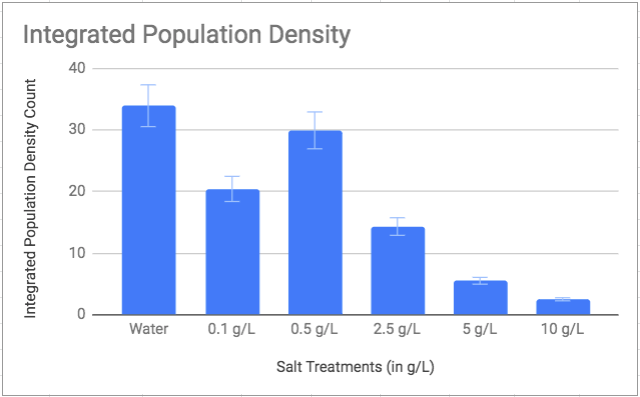 Integrated Population Density
Integrated Population Density Count
40
30
20
10
0
Water 0.1 g/L 0.5 g/L 2.5 g/L 5 g/L 10 g/L
Salt Treatments (in g/L)